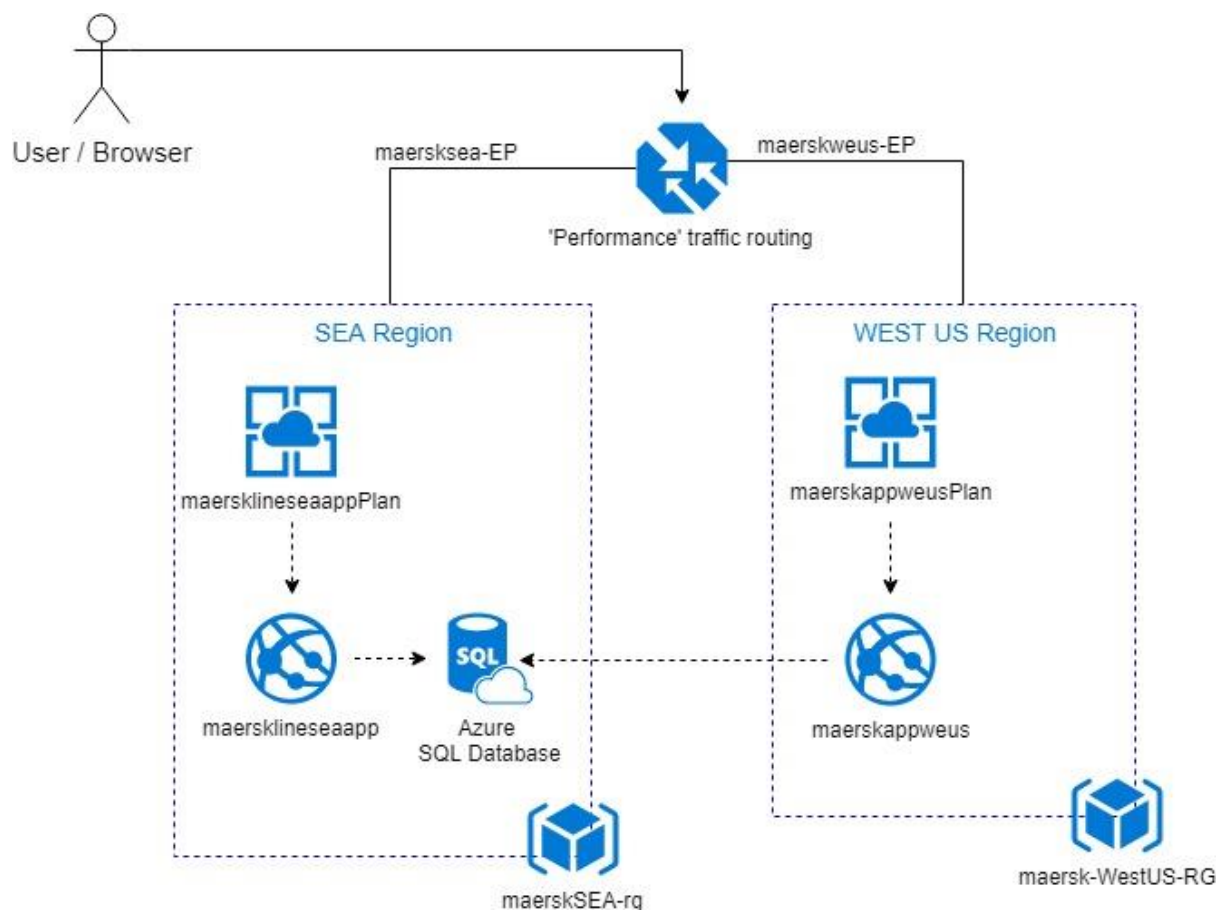 User / Browser
maersksea-EP
maerskweus-EP
'Performance' traffic routing
SEA Region
maersklineseaappPlan
maersklineseaapp
SQL
Azure
SQL Database
maerskSEA-rg
WEST US Region
maerskappweusPlan
maerskappweus
maersk-WestUS-RG